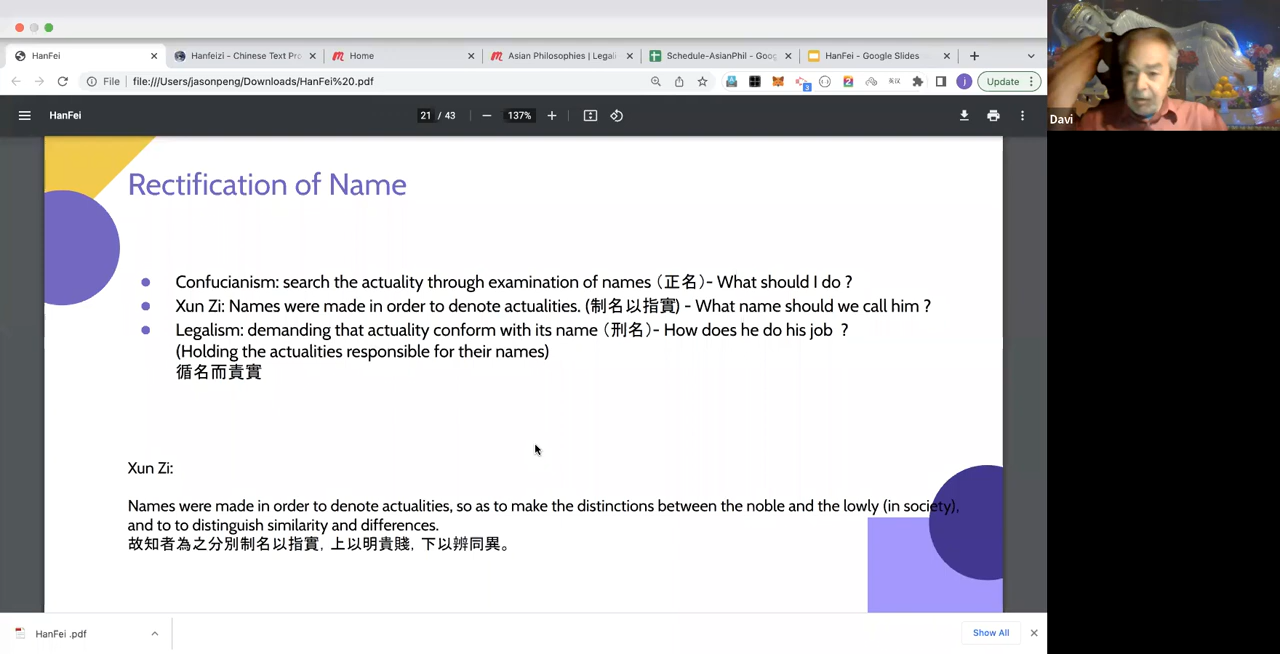 HanFei
Hanfeizi - Chinese Text Pro
Home
Asian Philosophies | Legali
Schedule-AsianPhil - Goog
HanFei - Google Slides
File file:///Users/jasonpeng/Downloads/HanFei%20.pdf
Update
HanFei
21 / 43
137%
Davi
Rectification of Name
Confucianism: search the actuality through examination of names (正名)- What should I do ?
Xun Zi: Names were made in order to denote actualities. (制名以指實) - What name should we call him ?
Legalism: demanding that actuality conform with its name (刑名)- How does he do his job ?
(Holding the actualities responsible for their names)
循名而責實
Xun Zi:
Names were made in order to denote actualities, so as to make the distinctions between the noble and the lowly (in society),
and to to distinguish similarity and differences.
故知者為之分別制名以指實, 上以明貴賤, 下以辨同異。
HanFei .pdf
Show All